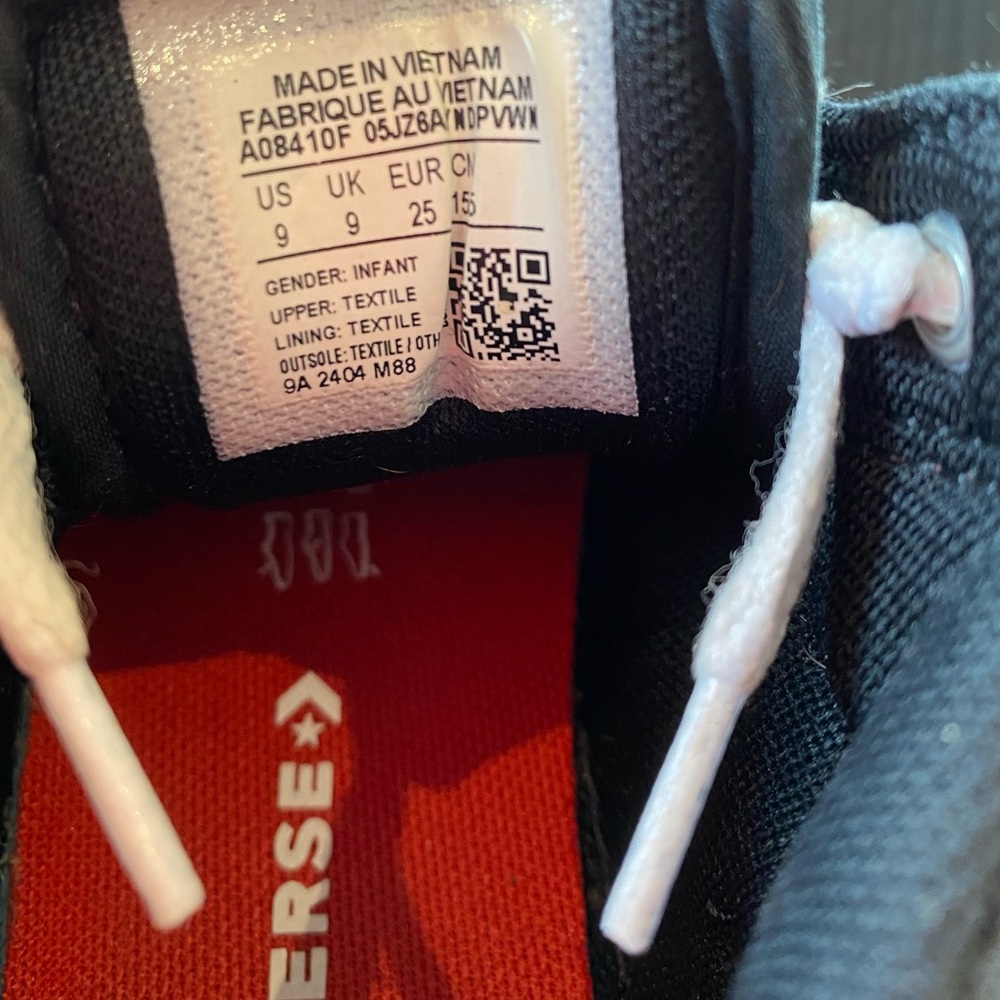 MADE IN VIETNAM
FABRIQUE AU VIETNAM
A08410F 05JZ6A
US UK EUR CM
9 9 25 155
GENDER: INFANT
UPPER: TEXTILE
LINING: TEXTILE
OUTSOLE: TEXTILE / OTH
9A 2404 M88
ERSE